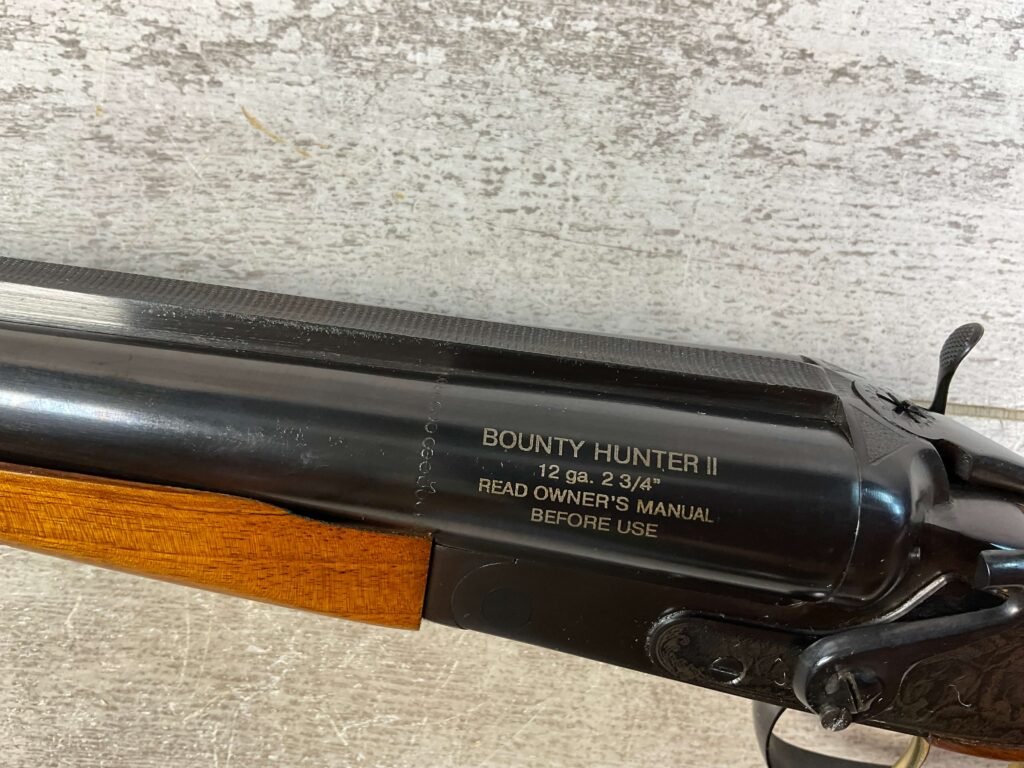 BOUNTY HUNTER II
12 ga. 2 3/4"
READ OWNER'S MANUAL
BEFORE USE